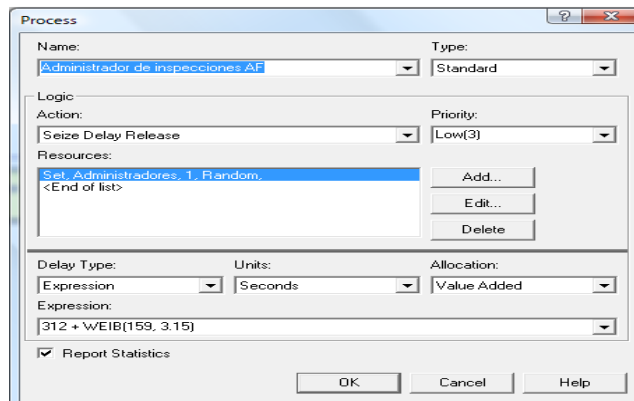 Process
Name:
Type:
Administrador de inspecciones AF
Standard
Logic
Action:
Priority:
Seize Delay Release
Low(3)
Resources:
Set, Administradores, 1, Random,
<End of list>
Add...
Edit...
Delete
Delay Type:
Units:
Allocation:
Expression
Seconds
Value Added
Expression:
312 + WEIB(159, 3.15)
Report Statistics
OK
Cancel
Help